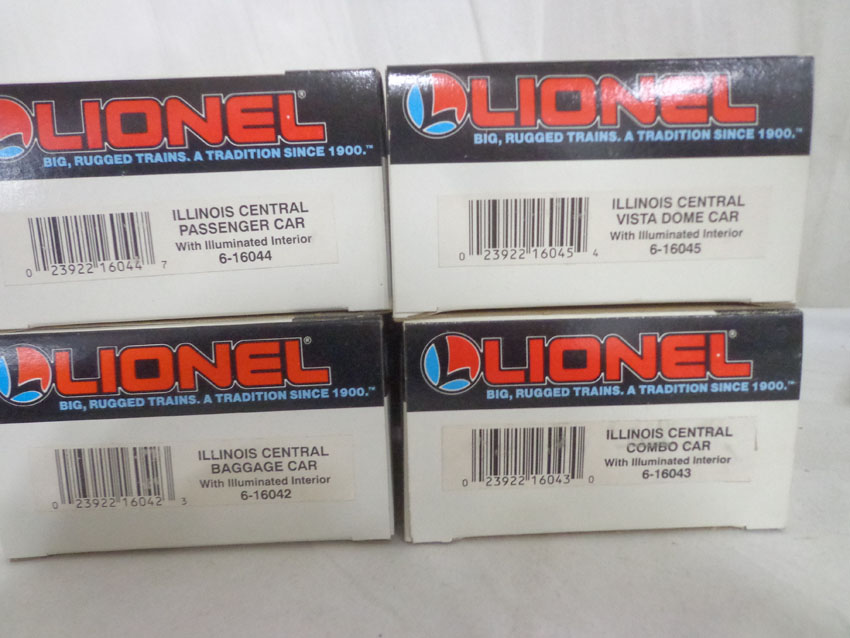 LIONEL®
BIG, RUGGED TRAINS. A TRADITION SINCE 1900.™
ILLINOIS CENTRAL
PASSENGER CAR
With Illuminated Interior
6-16044
0 23922 16044 7
LIONEL
BIG, RUGGED TRAINS. A TRADITION SINCE 1900.™
ILLINOIS CENTRAL
VISTA DOME CAR
With Illuminated Interior
6-16045
0 23922 16045 4
LIONEL®
BIG, RUGGED TRAINS. A TRADITION SINCE 1900.™
ILLINOIS CENTRAL
BAGGAGE CAR
With Illuminated Interior
6-16042
0 23922 16042 3
LIONEL®
BIG, RUGGED TRAINS. A TRADITION SINCE 1900.™
ILLINOIS CENTRAL
COMBO CAR
With Illuminated Interior
6-16043
0 23922 16043 0